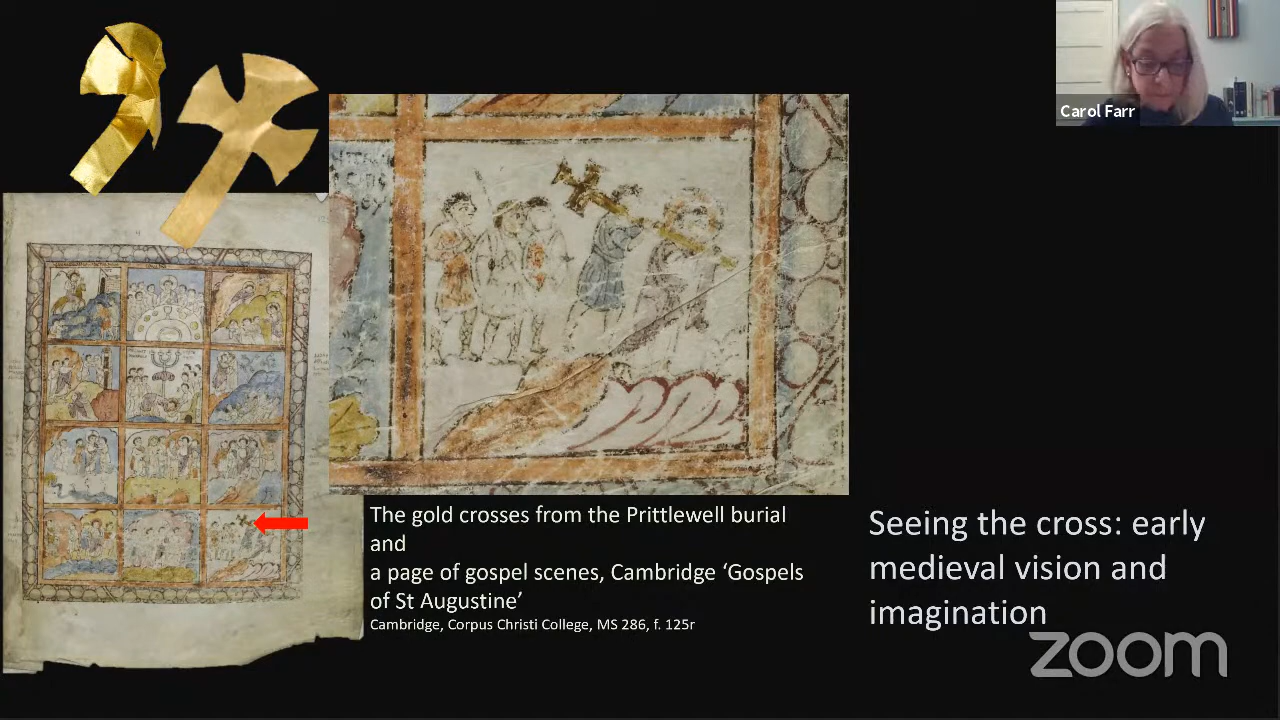 Carol Farr
The gold crosses from the Prittlewell burial
and
a page of gospel scenes, Cambridge ‘Gospels
of St Augustine’
Cambridge, Corpus Christi College, MS 286, f. 125r
Seeing the cross: early
medieval vision and
imagination
zoom